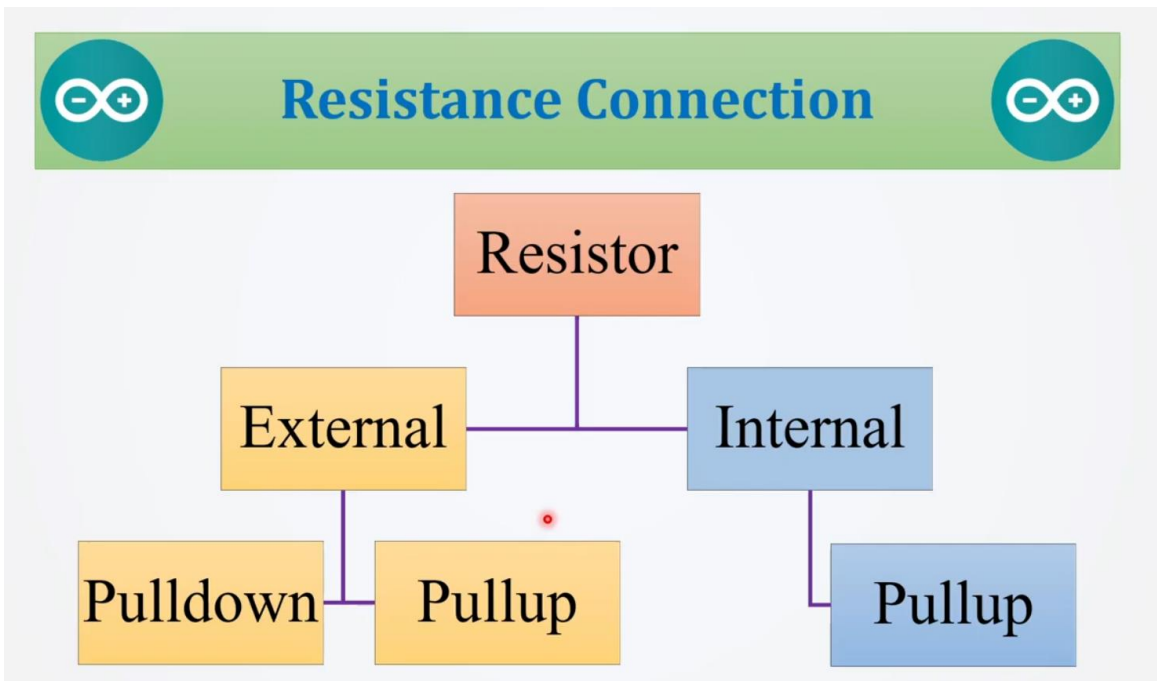 Resistance Connection
Resistor
External
Internal
Pulldown
Pullup
Pullup